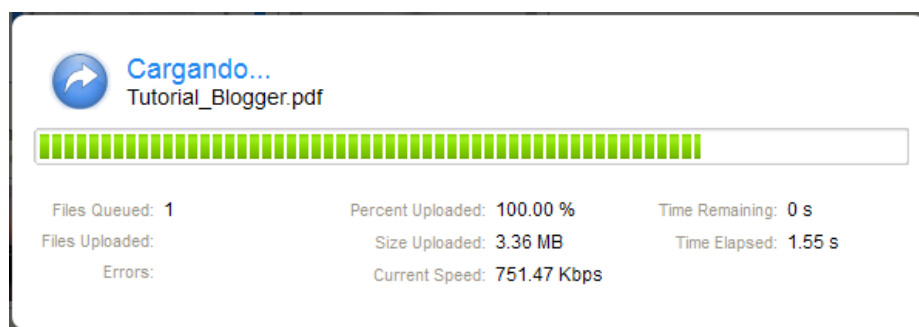 Cargando...
Tutorial_Blogger.pdf
Files Queued: 1 Percent Uploaded: 100.00 % Time Remaining: 0 s
Files Uploaded: Size Uploaded: 3.36 MB Time Elapsed: 1.55 s
Errors: Current Speed: 751.47 Kbps